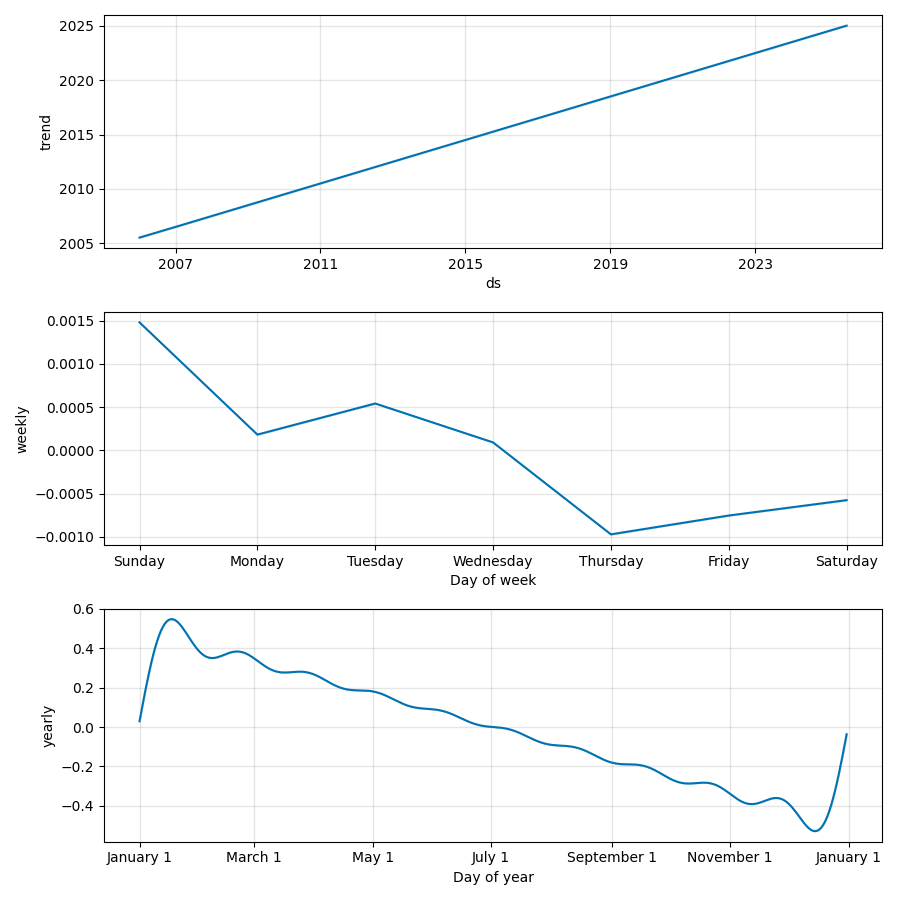 2025
2020
2015
2010
2005
trend
2007 2011 2015 2019 2023
ds
0.0015
0.0010
0.0005
0.0000
−0.0005
−0.0010
weekly
Sunday Monday Tuesday Wednesday Thursday Friday Saturday
Day of week
0.6
0.4
0.2
0.0
−0.2
−0.4
yearly
January 1 March 1 May 1 July 1 September 1 November 1 January 1
Day of year